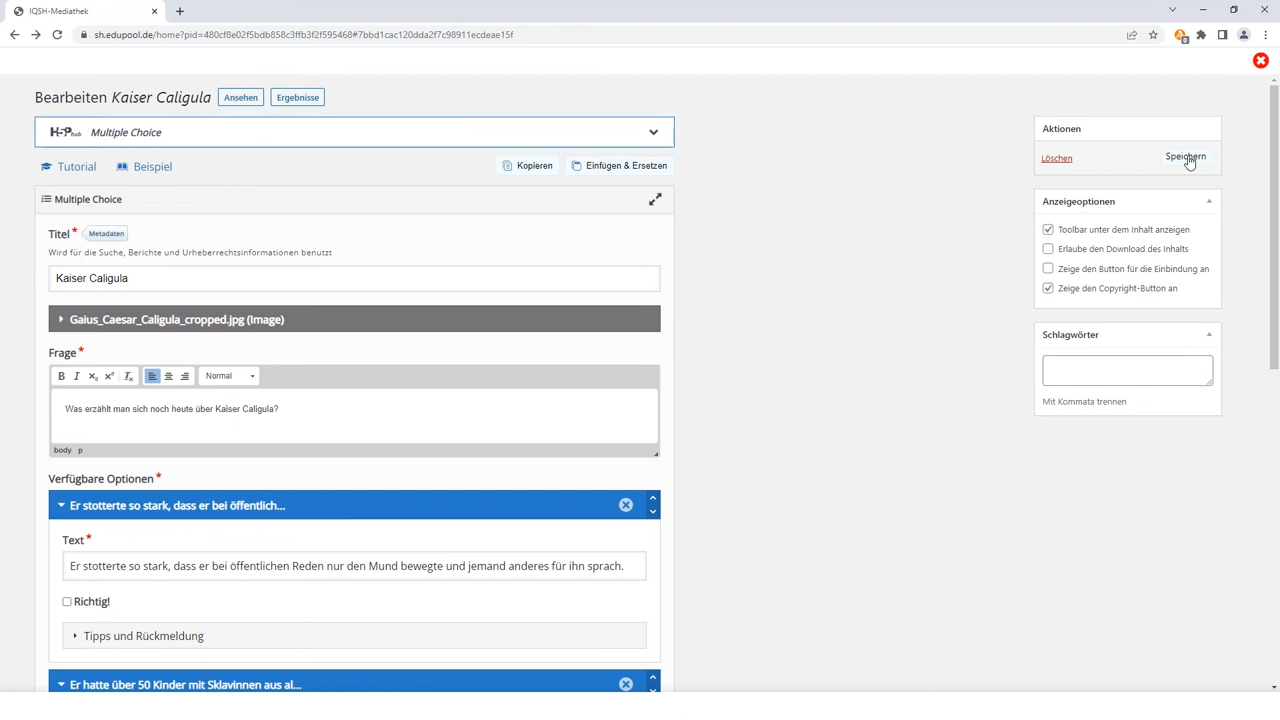 IQSH-Mediathek
sh.edupool.de/home?pid=480cf8e02f5bdb858c3ffb3f2f595468#7bbd1cac120dda2f7c98911ecdeae15f
Bearbeiten Kaiser Caligula
Ansehen
Ergebnisse
H5P hub Multiple Choice
Tutorial
Beispiel
Kopieren
Einfügen & Ersetzen
Multiple Choice
Titel*
Metadaten
Wird für die Suche, Berichte und Urheberrechtsinformationen benutzt
Kaiser Caligula
Gaius_Caesar_Caligula_cropped.jpg (Image)
Frage*
Normal
Was erzählt man sich noch heute über Kaiser Caligula?
body p
Verfügbare Optionen*
Er stotterte so stark, dass er bei öffentlich...
Text*
Er stotterte so stark, dass er bei öffentlichen Reden nur den Mund bewegte und jemand anderes für ihn sprach.
Richtig!
Tipps und Rückmeldung
Er hatte über 50 Kinder mit Sklavinnen aus al...
Aktionen
Löschen
Speichern
Anzeigeoptionen
Toolbar unter dem Inhalt anzeigen
Erlaube den Download des Inhalts
Zeige den Button für die Einbindung an
Zeige den Copyright-Button an
Schlagwörter
Mit Kommata trennen